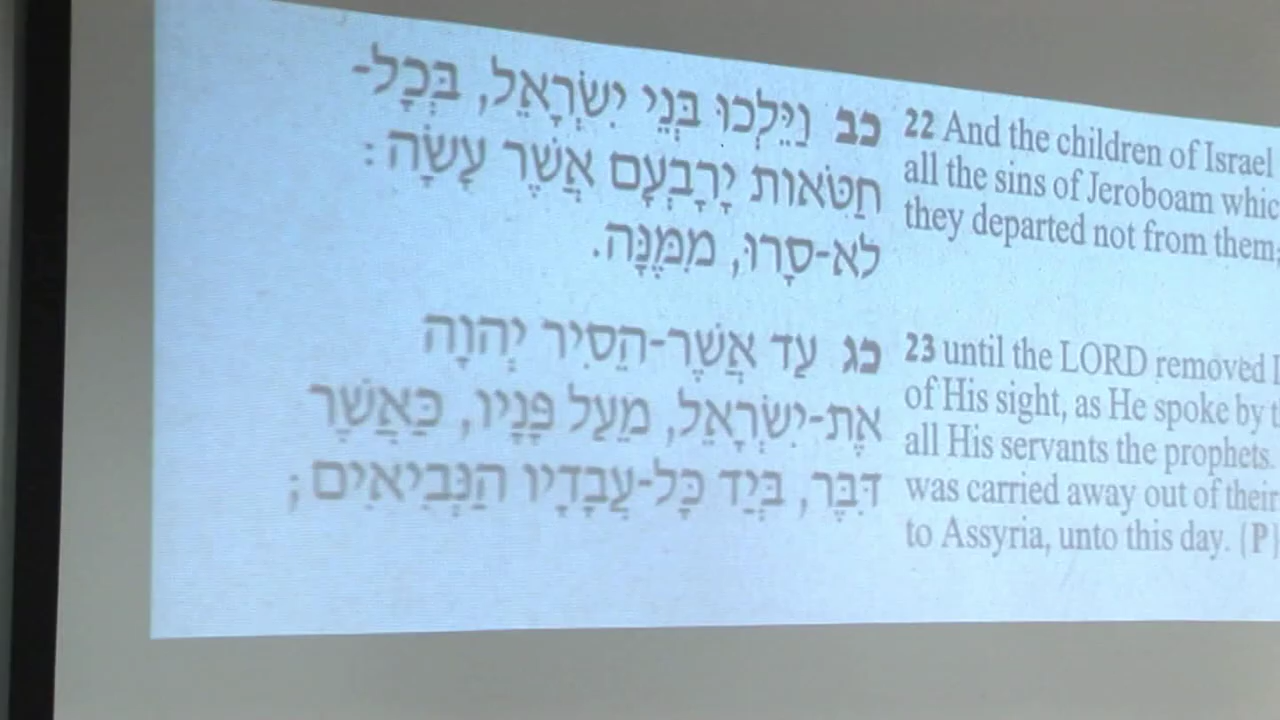 כב וַיֵּלְכוּ בְּנֵי יִשְׂרָאֵל, בְּכָל-
חַטֹּאות יָרָבְעָם אֲשֶׁר עָשָׂה:
לֹא-סָרוּ, מִמֶּנָּה.
22 And the children of Israel
all the sins of Jeroboam whic
they departed not from them;
כג עַד אֲשֶׁר-הֵסִיר יְהוָה
אֶת-יִשְׂרָאֵל, מֵעַל פָּנָיו, כַּאֲשֶׁר
דִּבֶּר, בְּיַד כָּל-עֲבָדָיו הַנְּבִיאִים;
23 until the LORD removed
of His sight, as He spoke by
all His servants the prophets.
was carried away out of their
to Assyria, unto this day. {P}